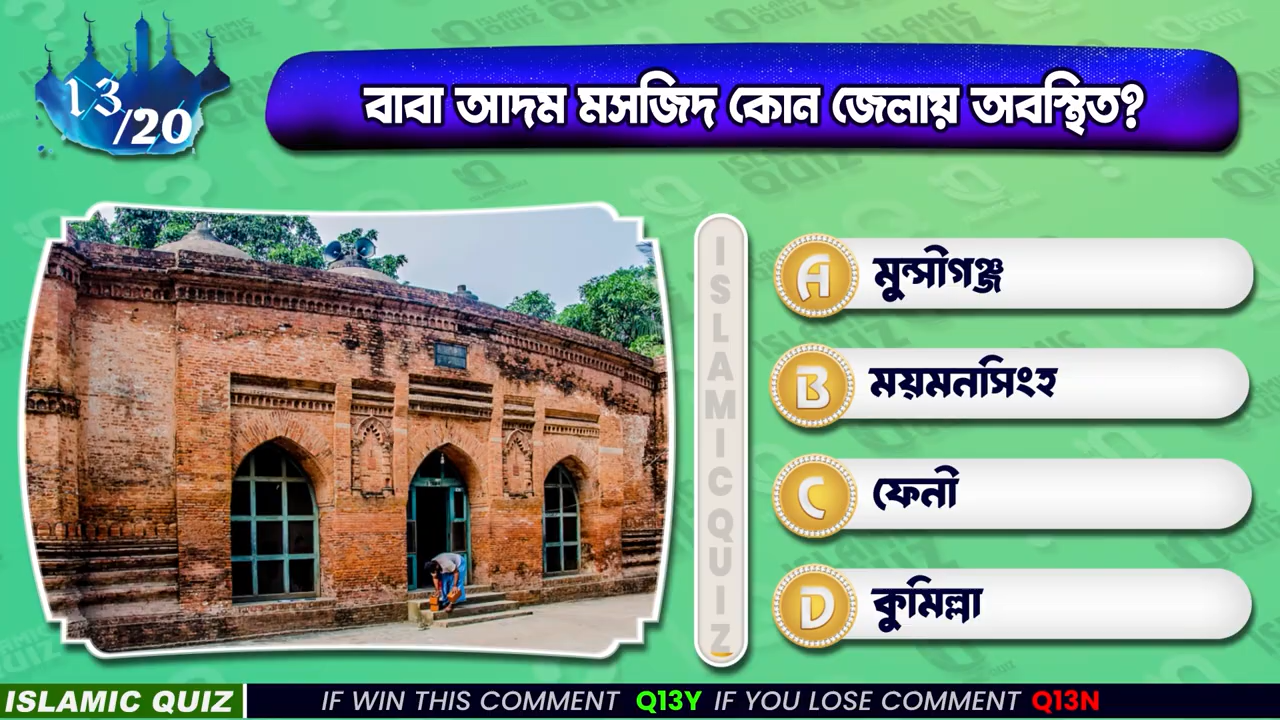 13/20
বাবা আদম মসজিদ কোন জেলায় অবস্থিত?
ISLAMIC QUIZ
A মুন্সীগঞ্জ
B ময়মনসিংহ
C ফেনী
D কুমিল্লা
ISLAMIC QUIZ IF WIN THIS COMMENT Q13Y IF YOU LOSE COMMENT Q13N